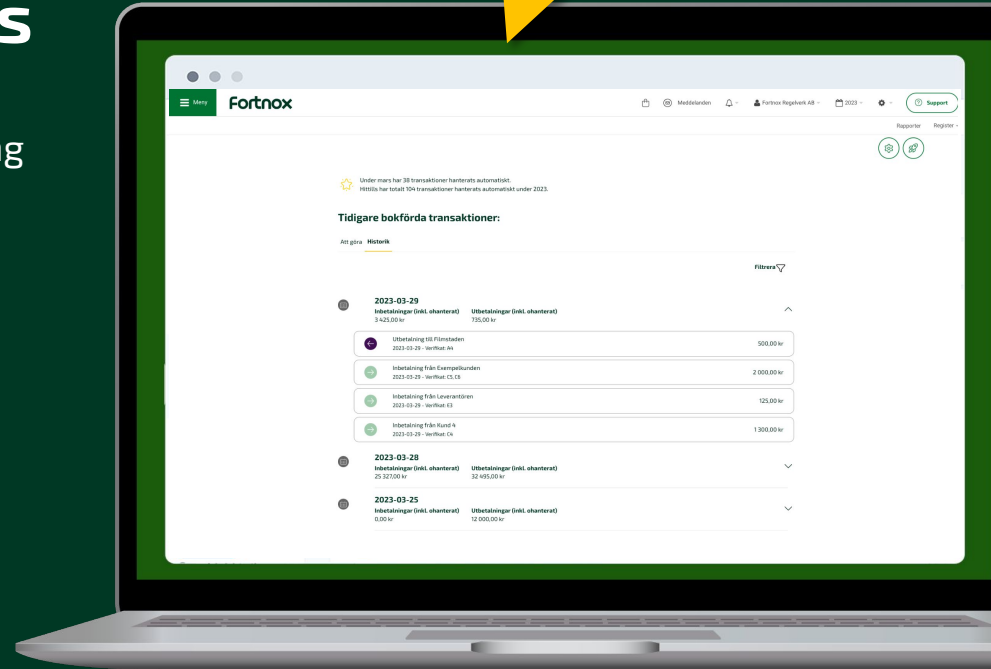 s
g
Meny
Fortnox
Meddelanden
Fortnox Regelverk AB
2023
Support
Rapporter Register
Under mars har 38 transaktioner hanterats automatiskt.
Hittills har totalt 104 transaktioner hanterats automatiskt under 2023.
Tidigare bokförda transaktioner:
Att göra Historik
Filtrera
2023-03-29
Inbetalningar (inkl. ohanterat) Utbetalningar (inkl. ohanterat)
3 425,00 kr 735,00 kr
Utbetalning till Filmstaden
2023-03-29 - Verifikat: A4
500,00 kr
Inbetalning från Exempelkunden
2023-03-29 - Verifikat: C5, C6
2 000,00 kr
Inbetalning från Leverantören
2023-03-29 - Verifikat: E3
125,00 kr
Inbetalning från Kund 4
2023-03-29 - Verifikat: C4
1 300,00 kr
2023-03-28
Inbetalningar (inkl. ohanterat) Utbetalningar (inkl. ohanterat)
25 327,00 kr 32 495,00 kr
2023-03-25
Inbetalningar (inkl. ohanterat) Utbetalningar (inkl. ohanterat)
0,00 kr 12 000,00 kr